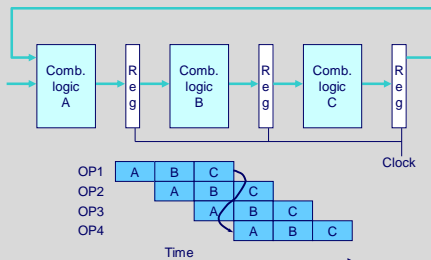 Comb.
logic
A
R
e
g
Comb.
logic
B
R
e
g
Comb.
logic
C
R
e
g
Clock
OP1 A B C
OP2 A B C
OP3 A B C
OP4 A B C
Time